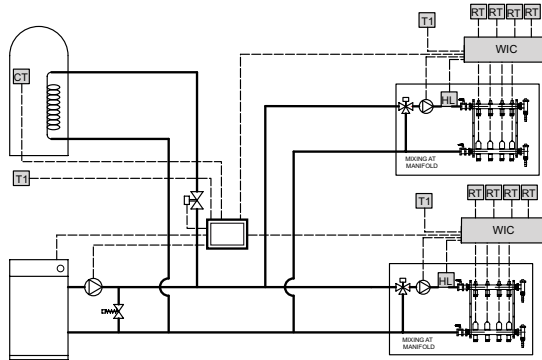 RT RT RT RT
T1
WIC
CT
HL
MIXING AT
MANIFOLD
T1
RT RT RT RT
T1
WIC
HL
MIXING AT
MANIFOLD